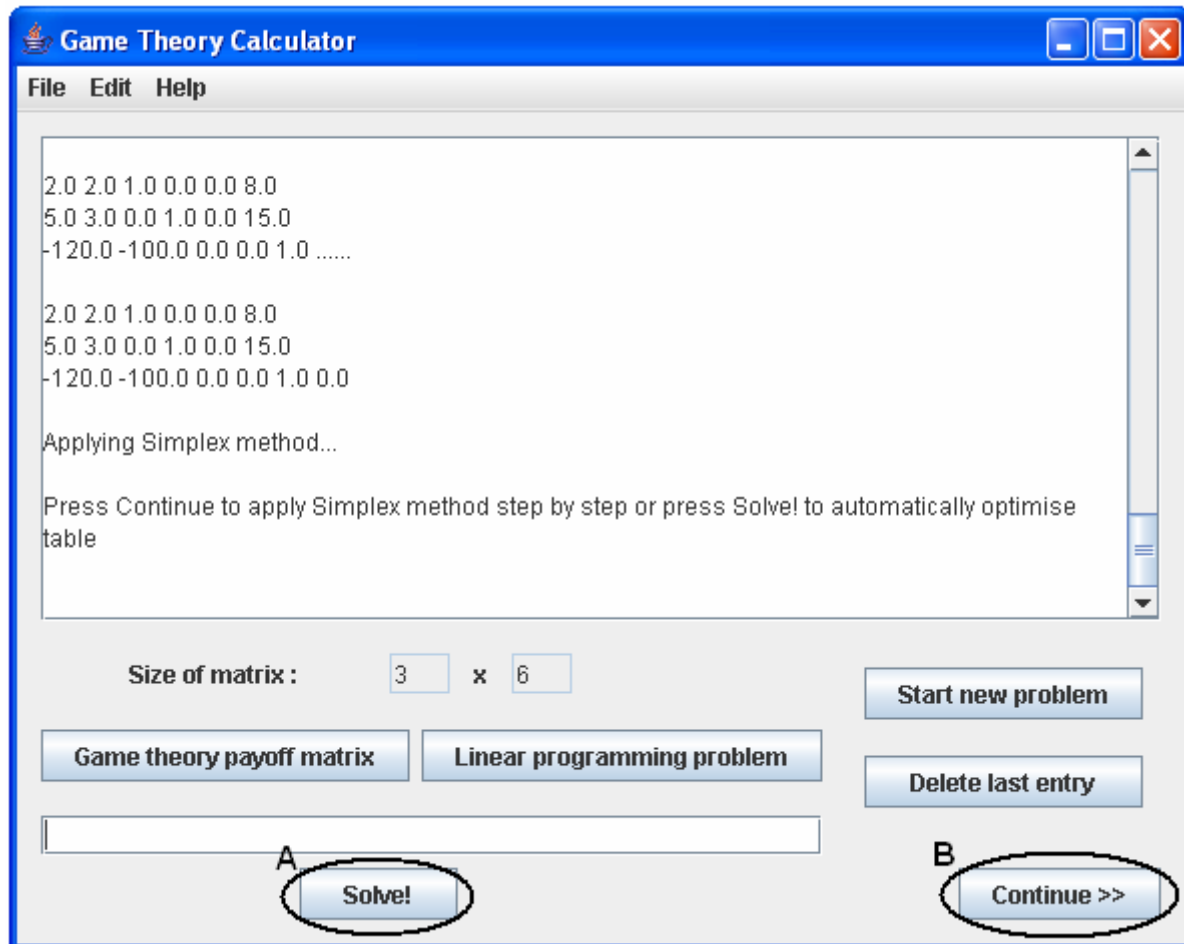 Game Theory Calculator
File Edit Help
2.0 2.0 1.0 0.0 0.0 8.0
5.0 3.0 0.0 1.0 0.0 15.0
-120.0 -100.0 0.0 0.0 1.0 ......
2.0 2.0 1.0 0.0 0.0 8.0
5.0 3.0 0.0 1.0 0.0 15.0
-120.0 -100.0 0.0 0.0 1.0 0.0
Applying Simplex method...
Press Continue to apply Simplex method step by step or press Solve! to automatically optimise
table
Size of matrix : 3 x 6
Start new problem
Game theory payoff matrix Linear programming problem
Delete last entry
A B
Solve! Continue >>